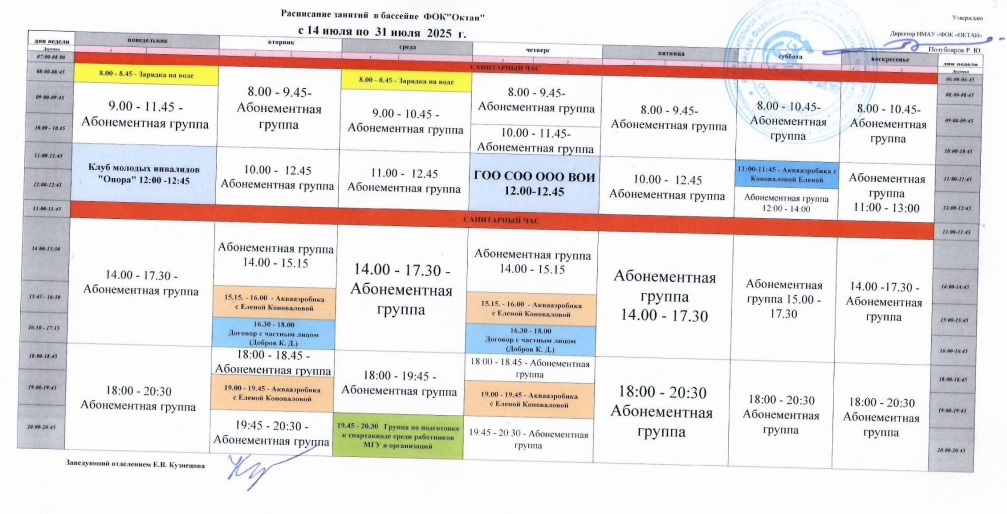 Расписание занятий в бассейне ФОК"Октан"
с 14 июля по 31 июля 2025 г.
Утверждаю
Директор НМАУ «ФОК «ОКТАН»
Полубояров Р Ю.
дни недели
понедельник
вторник
среда
четверг
пятница
суббота
воскресенье
дни недели
07:00-08:00
САНИТАРНЫЙ ЧАС
08:00-08:45
8.00 - 8.45 - Зарядка на воде
8.00 - 8.45 - Зарядка на воде
09:00-09:45
10:00 - 10:45
9.00 - 11.45 -
Абонементная группа
8.00 - 9.45-
Абонементная
группа
9.00 - 10.45 -
Абонементная группа
8.00 - 9.45-
Абонементная группа
10.00 - 11.45-
Абонементная группа
8.00 - 9.45-
Абонементная группа
8.00 - 10.45-
Абонементная
группа
8.00 - 10.45-
Абонементная
группа
08:00-08:45
09:00-09:45
10:00-10:45
11:00-11:45
12:00-12:45
Клуб молодых инвалидов
"Опора" 12:00 -12:45
10.00 - 12.45
Абонементная группа
11.00 - 12.45
Абонементная группа
ГОО СОО ООО ВОИ
12.00-12.45
10.00 - 12.45
Абонементная группа
11:00-11:45 - Аквааэробика с
Коноваловой Еленой
Абонементная группа
12:00 - 14:00
Абонементная
группа
11:00 - 13:00
11:00-11:45
12:00-12:45
13:00-13:45
САНИТАРНЫЙ ЧАС
13:00-13:45
14.00 - 17.30 -
Абонементная группа
Абонементная группа
14.00 - 15.15
15.15. - 16.00 - Аквааэробика
с Еленой Коноваловой
16.30 - 18.00
Договор с частным лицом
(Добров К. Д.)
14.00 - 17.30 -
Абонементная
группа
Абонементная группа
14.00 - 15.15
15.15. - 16.00 - Аквааэробика
с Еленой Коноваловой
16.30 - 18.00
Договор с частным лицом
(Добров К. Д.)
Абонементная
группа
14.00 - 17.30
Абонементная
группа 15.00 -
17.30
14.00 -17.30 -
Абонементная
группа
14:00-14:45
15:00-15:45
16:00-16:45
18:00-18:45
19:00-19:45
20:00-20:45
18:00 - 20:30
Абонементная группа
18:00 - 18.45 -
Абонементная группа
19.00 - 19.45 - Аквааэробика
с Еленой Коноваловой
19:45 - 20:30 -
Абонементная группа
18:00 - 19:45 -
Абонементная группа
19.45 - 20.30 Группа по подготовке
к спартакиаде среди работников
МГУ и организаций
18:00 - 18.45 - Абонементная
группа
19.00 - 19.45 - Аквааэробика
с Еленой Коноваловой
19:45 - 20 30 - Абонементная
группа
18:00 - 20:30
Абонементная
группа
18:00 - 20:30
Абонементная
группа
18:00 - 20:30
Абонементная
группа
18:00-18:45
19:00-19:45
20:00-20:45
Заведующий отделением Е.В. Кузнецова